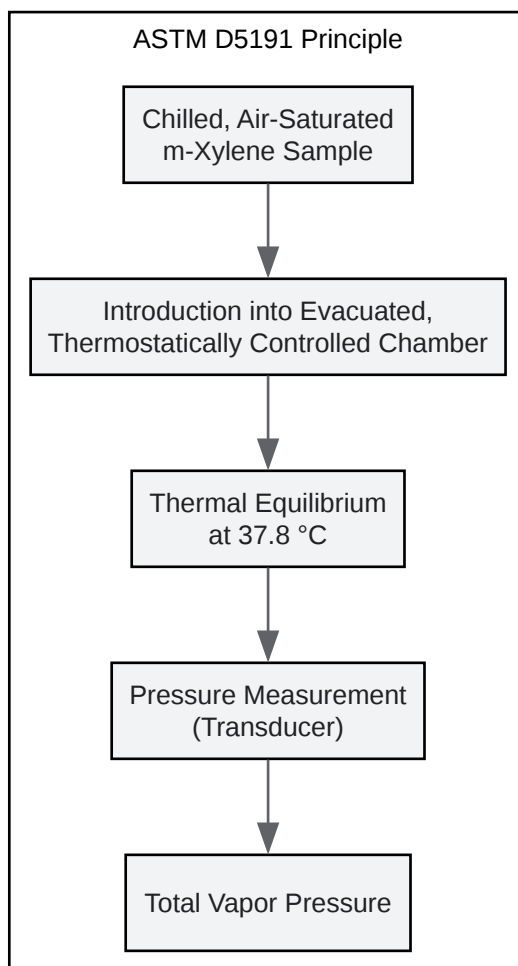 ASTM D5191 Principle
Chilled, Air-Saturated
m-Xylene Sample
Introduction into Evacuated,
Thermostatically Controlled Chamber
Thermal Equilibrium
at 37.8 °C
Pressure Measurement
(Transducer)
Total Vapor Pressure